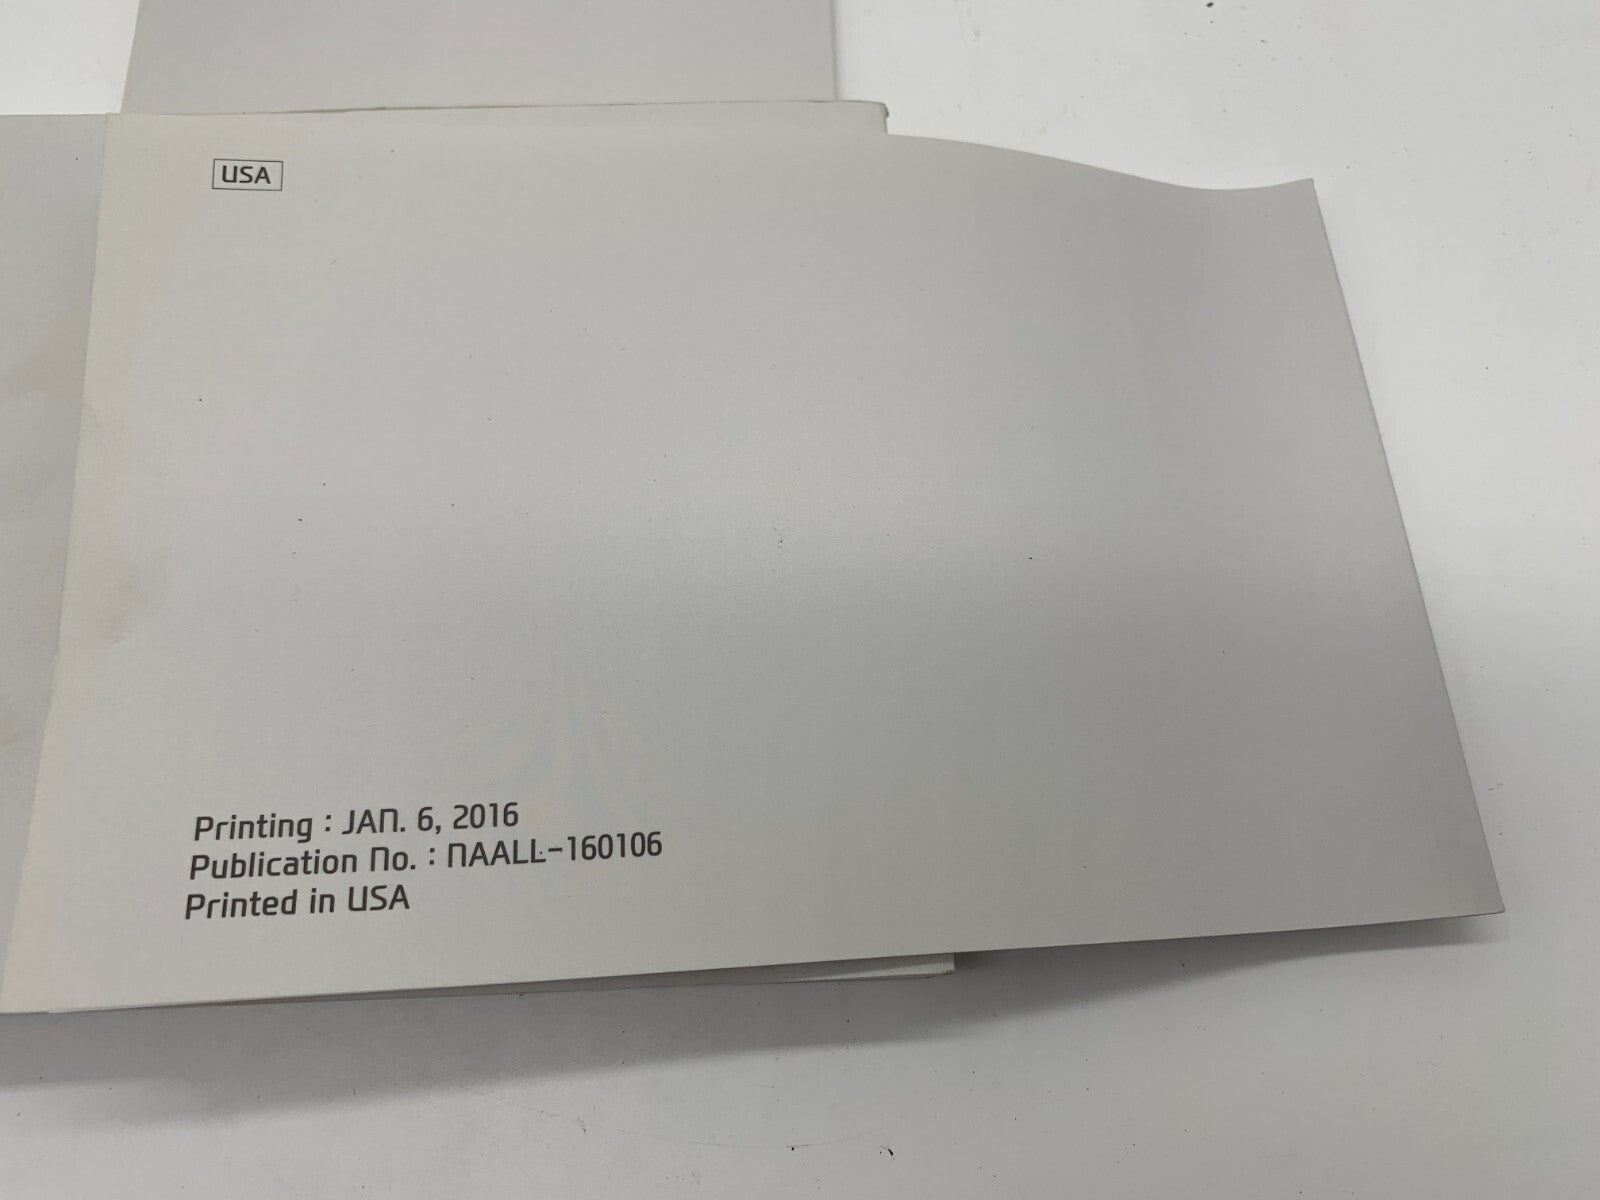 USA
Printing : JAN. 6, 2016
Publication No. : NAALL-160106
Printed in USA